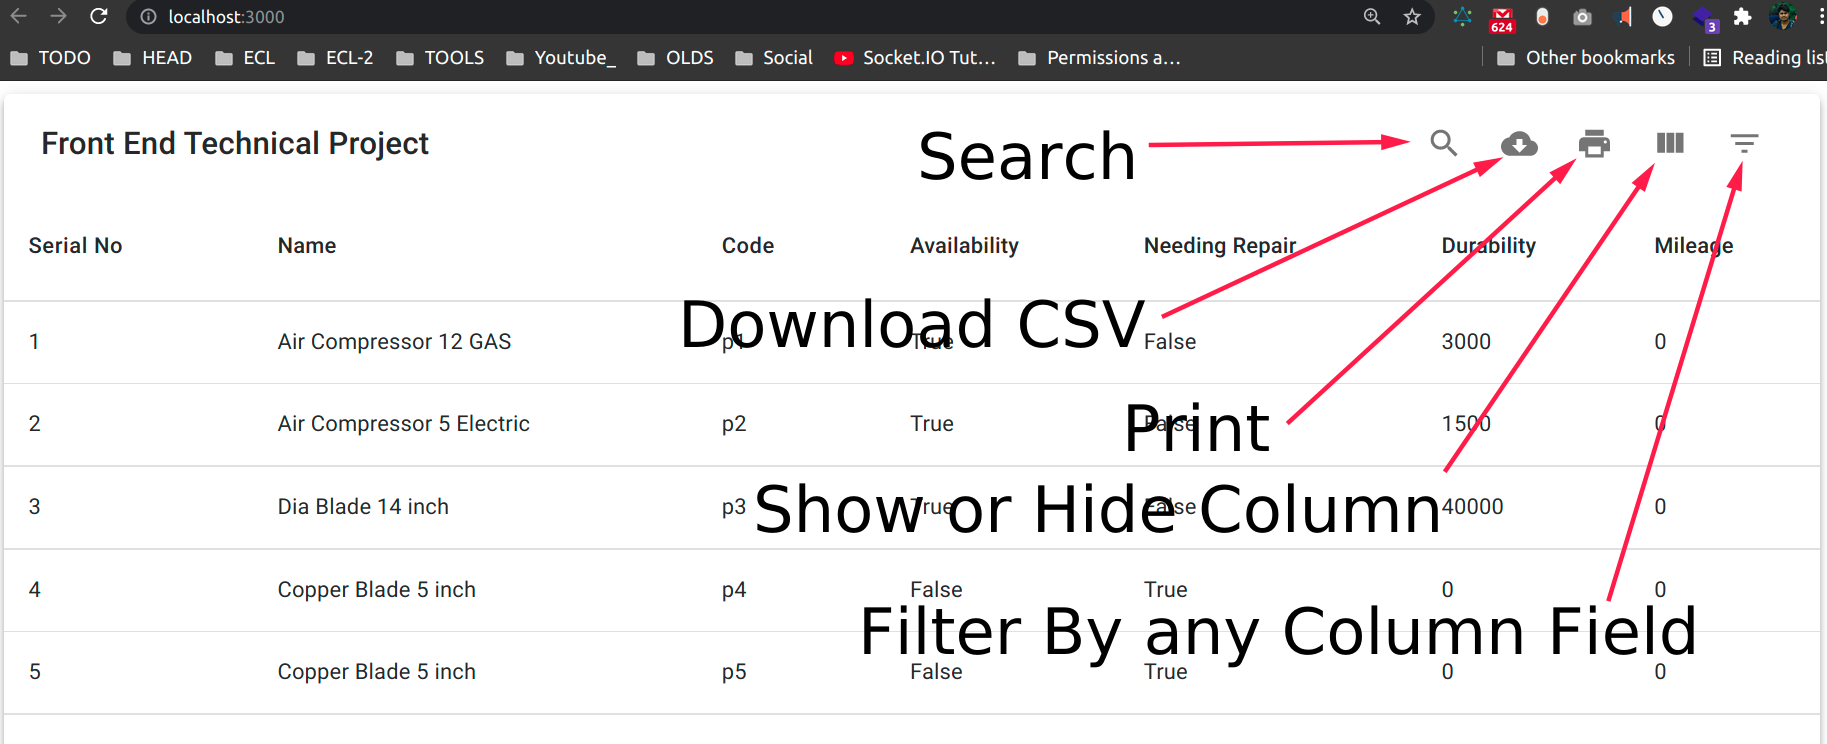 localhost:3000
624
3
TODO HEAD ECL ECL-2 TOOLS Youtube_ OLDS Social Socket.IO Tut... Permissions a... Other bookmarks Reading list
Front End Technical Project
Search
Serial No Name Code Availability Needing Repair Durability Mileage
Download CSV
1 Air Compressor 12 GAS p1 True False 3000 0
Print
2 Air Compressor 5 Electric p2 True False 1500 0
Show or Hide Column
3 Dia Blade 14 inch p3 True False 40000 0
4 Copper Blade 5 inch p4 False True 0 0
Filter By any Column Field
5 Copper Blade 5 inch p5 False True 0 0